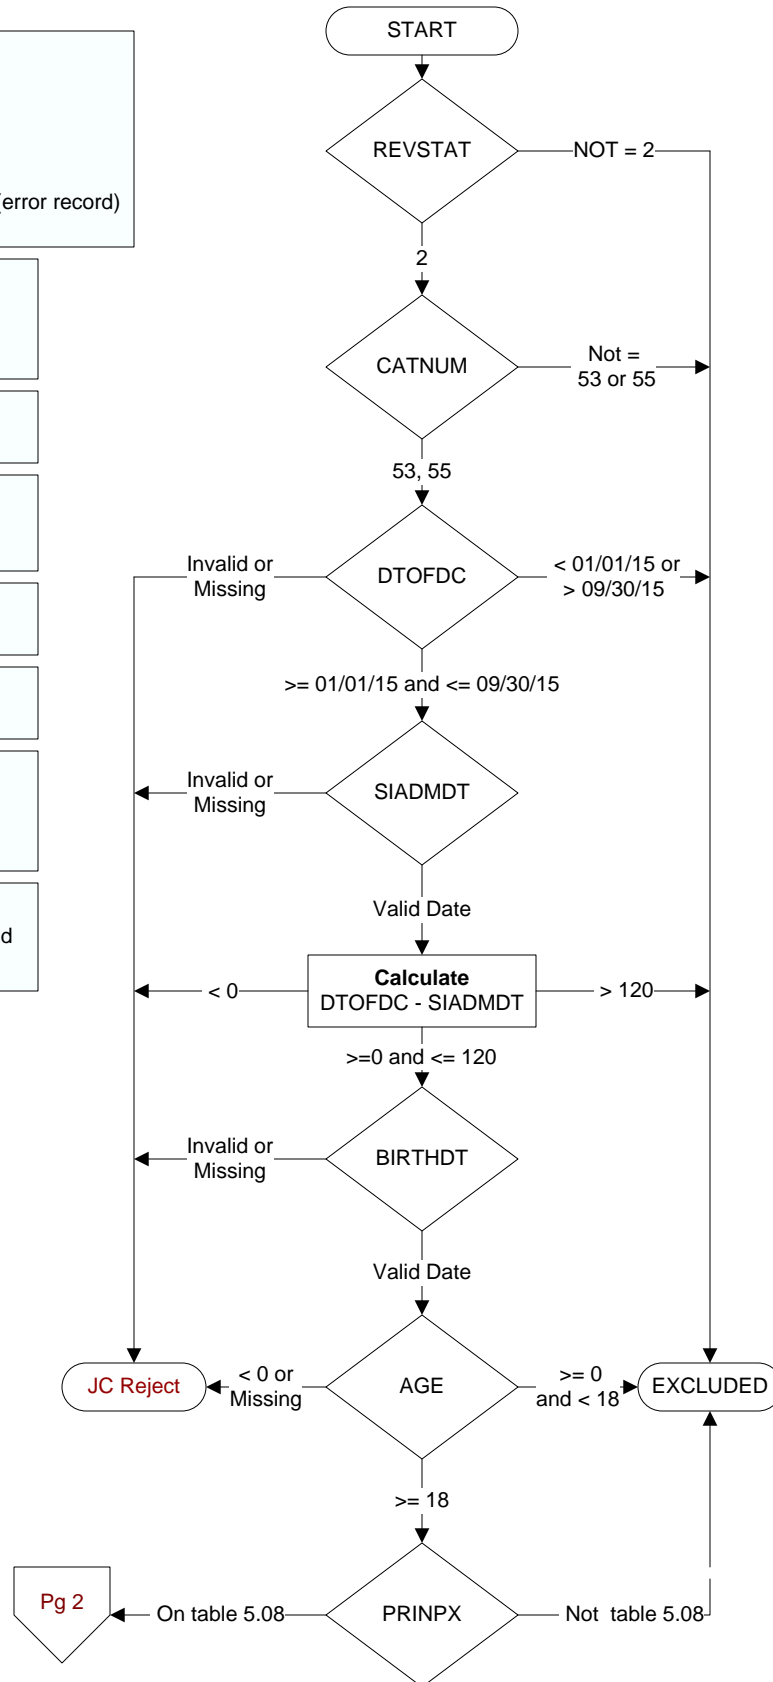 START
(error record)
REVSTAT
NOT = 2
2
CATNUM
Not =
53 or 55
53, 55
Invalid or
Missing
DTOFDC
< 01/01/15 or
> 09/30/15
>= 01/01/15 and <= 09/30/15
Invalid or
Missing
SIADMDT
Valid Date
d
< 0
Calculate
DTOFDC - SIADMDT
> 120
>=0 and <= 120
Invalid or
Missing
BIRTHDT
Valid Date
JC Reject
< 0 or
Missing
AGE
>= 0
and < 18
EXCLUDED
>= 18
Pg 2
On table 5.08
PRINPX
Not table 5.08